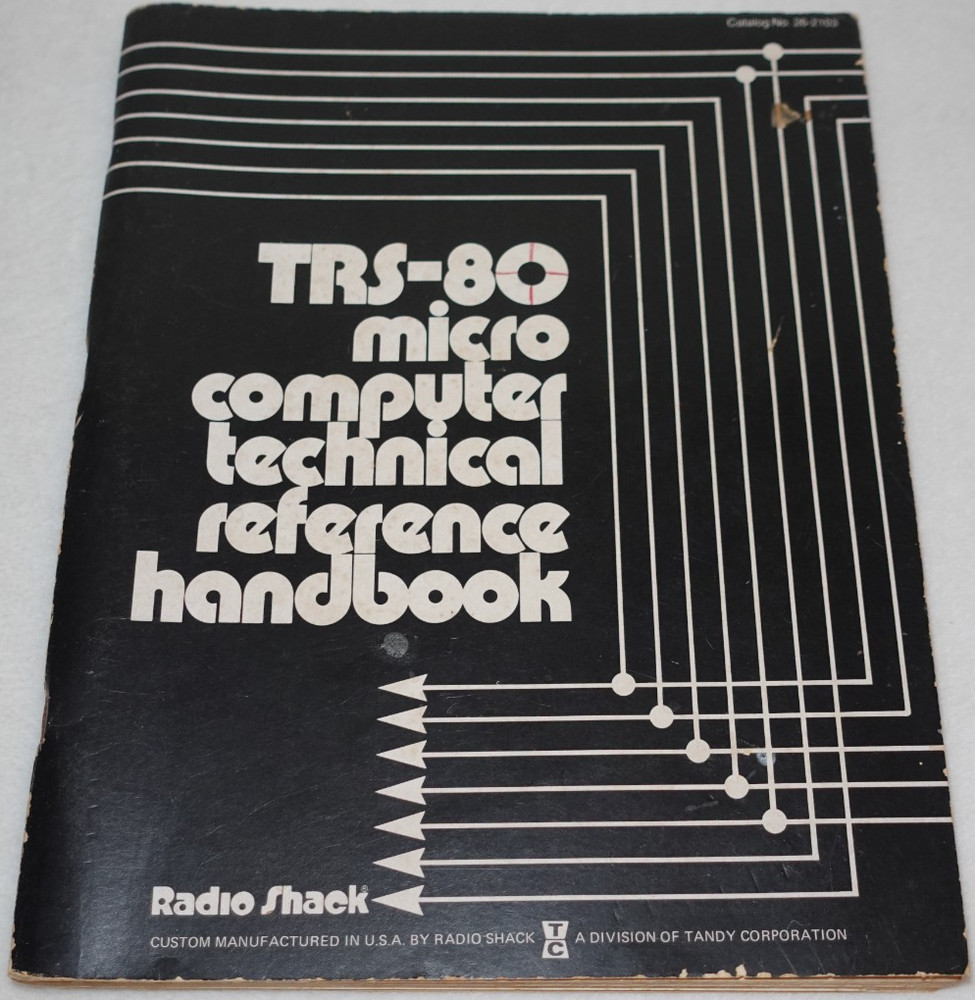 Catalog No. 26-2103
TRS-80
micro
computer
technical
reference
handbook
Radio Shack®
CUSTOM MANUFACTURED IN U.S.A. BY RADIO SHACK TC A DIVISION OF TANDY CORPORATION